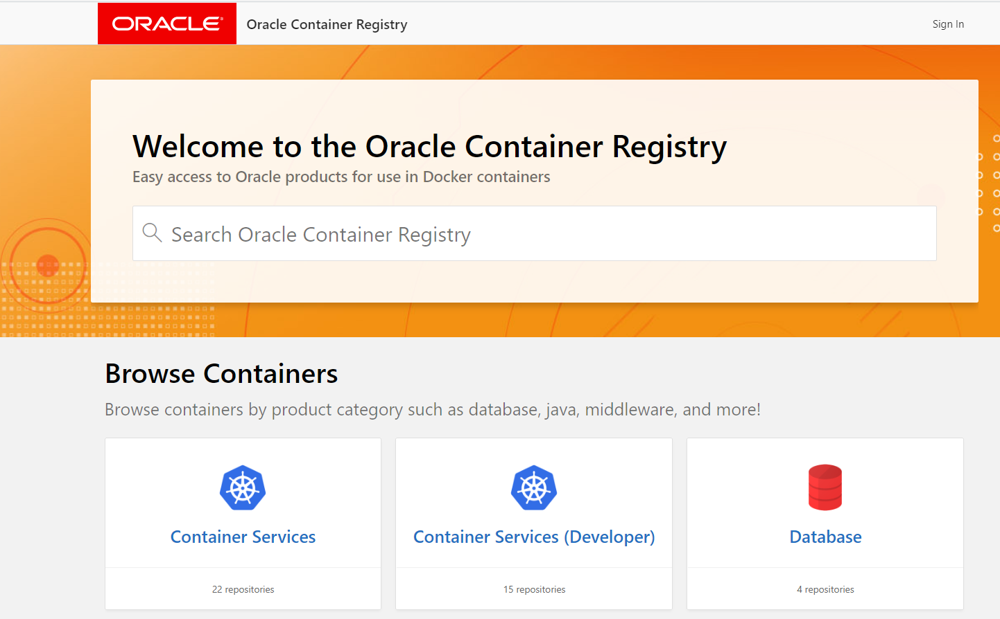 ORACLE® Oracle Container Registry Sign In
Welcome to the Oracle Container Registry
Easy access to Oracle products for use in Docker containers
Search Oracle Container Registry
Browse Containers
Browse containers by product category such as database, java, middleware, and more!
Container Services
22 repositories
Container Services (Developer)
15 repositories
Database
4 repositories